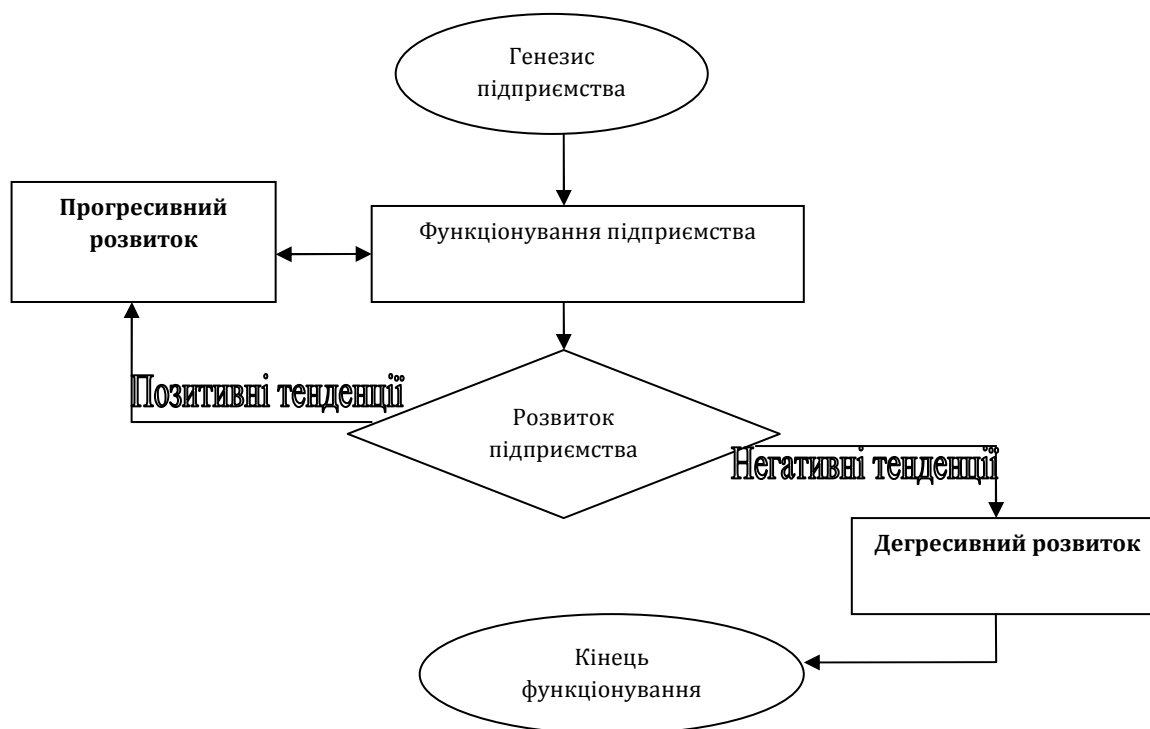 Генезис
підприємства
Прогресивний
розвиток
Функціонування підприємства
Позитивні тенденції
Розвиток
підприємства
Негативні тенденції
Дегресивний розвиток
Кінець
функціонування